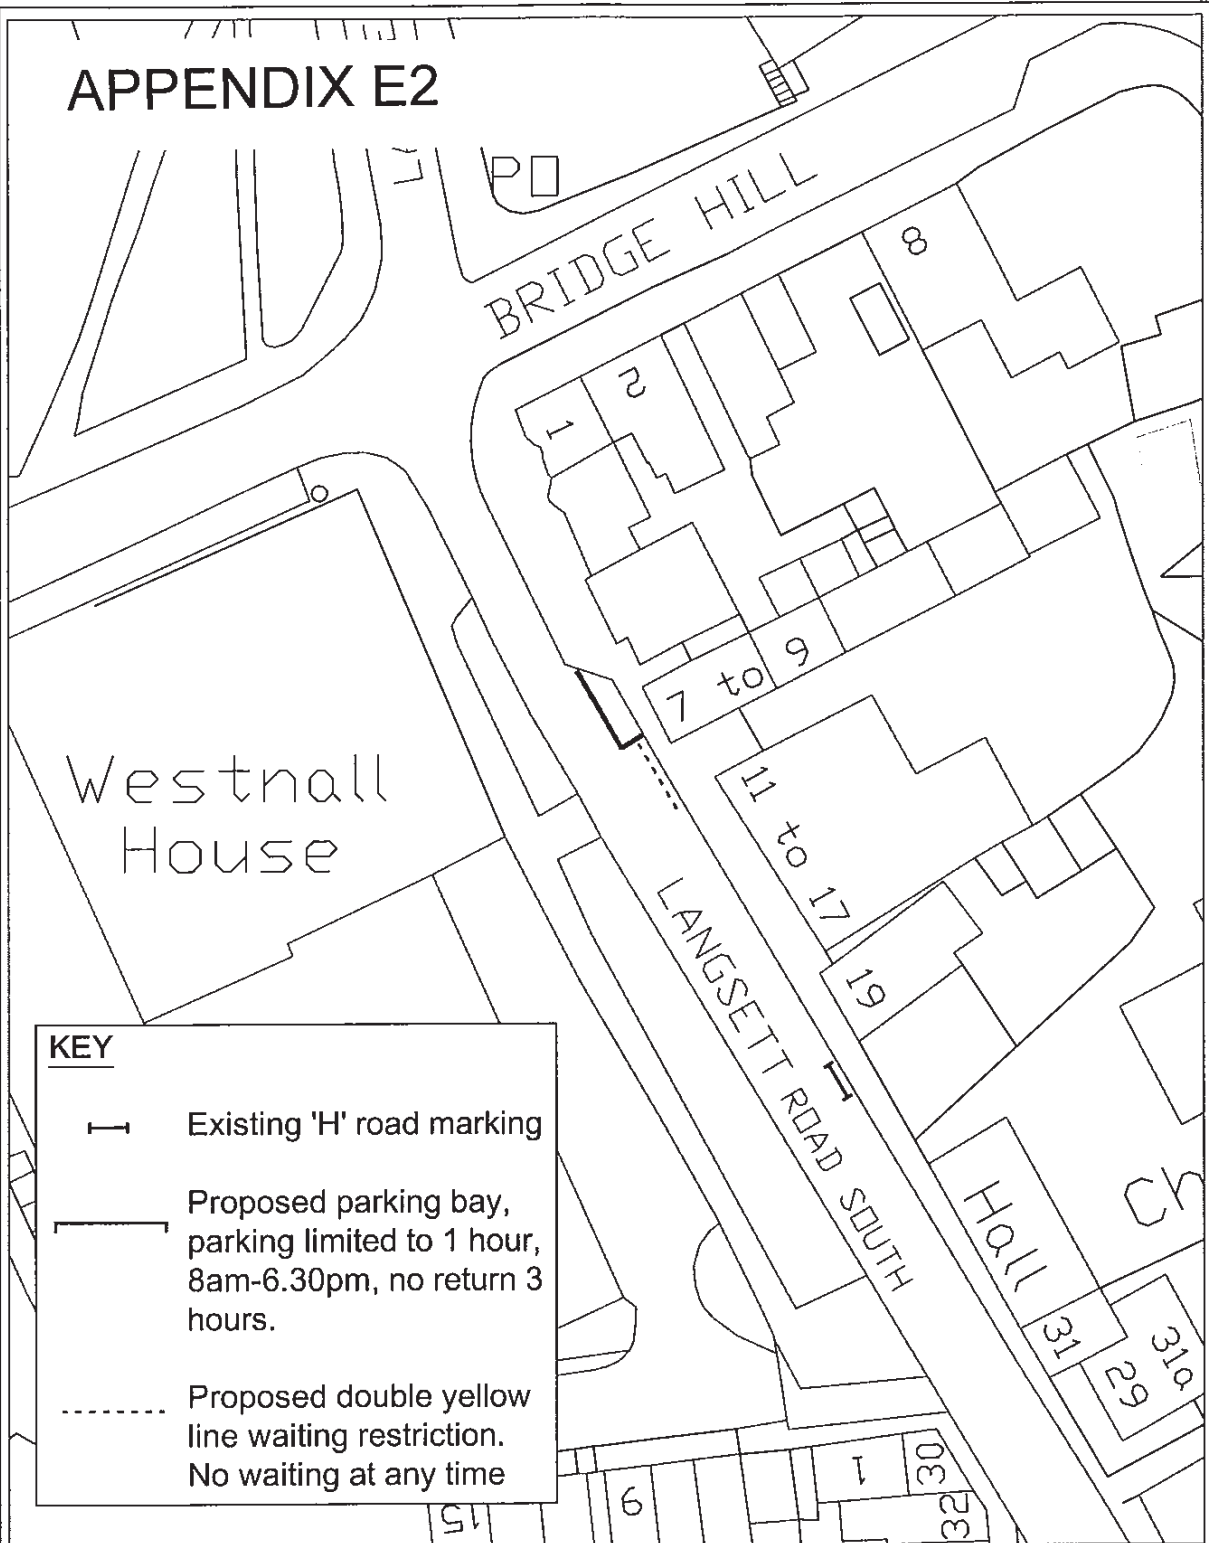 APPENDIX E2
BRIDGE HILL
8
2
1
7 to 9
11 to 17
19
Westnall
House
LANGSETT ROAD SOUTH
Hall
Ch
31
29
31a
KEY
Existing 'H' road marking
Proposed parking bay,
parking limited to 1 hour,
8am-6.30pm, no return 3
hours.
Proposed double yellow
line waiting restriction.
No waiting at any time
15
9
1
30
32